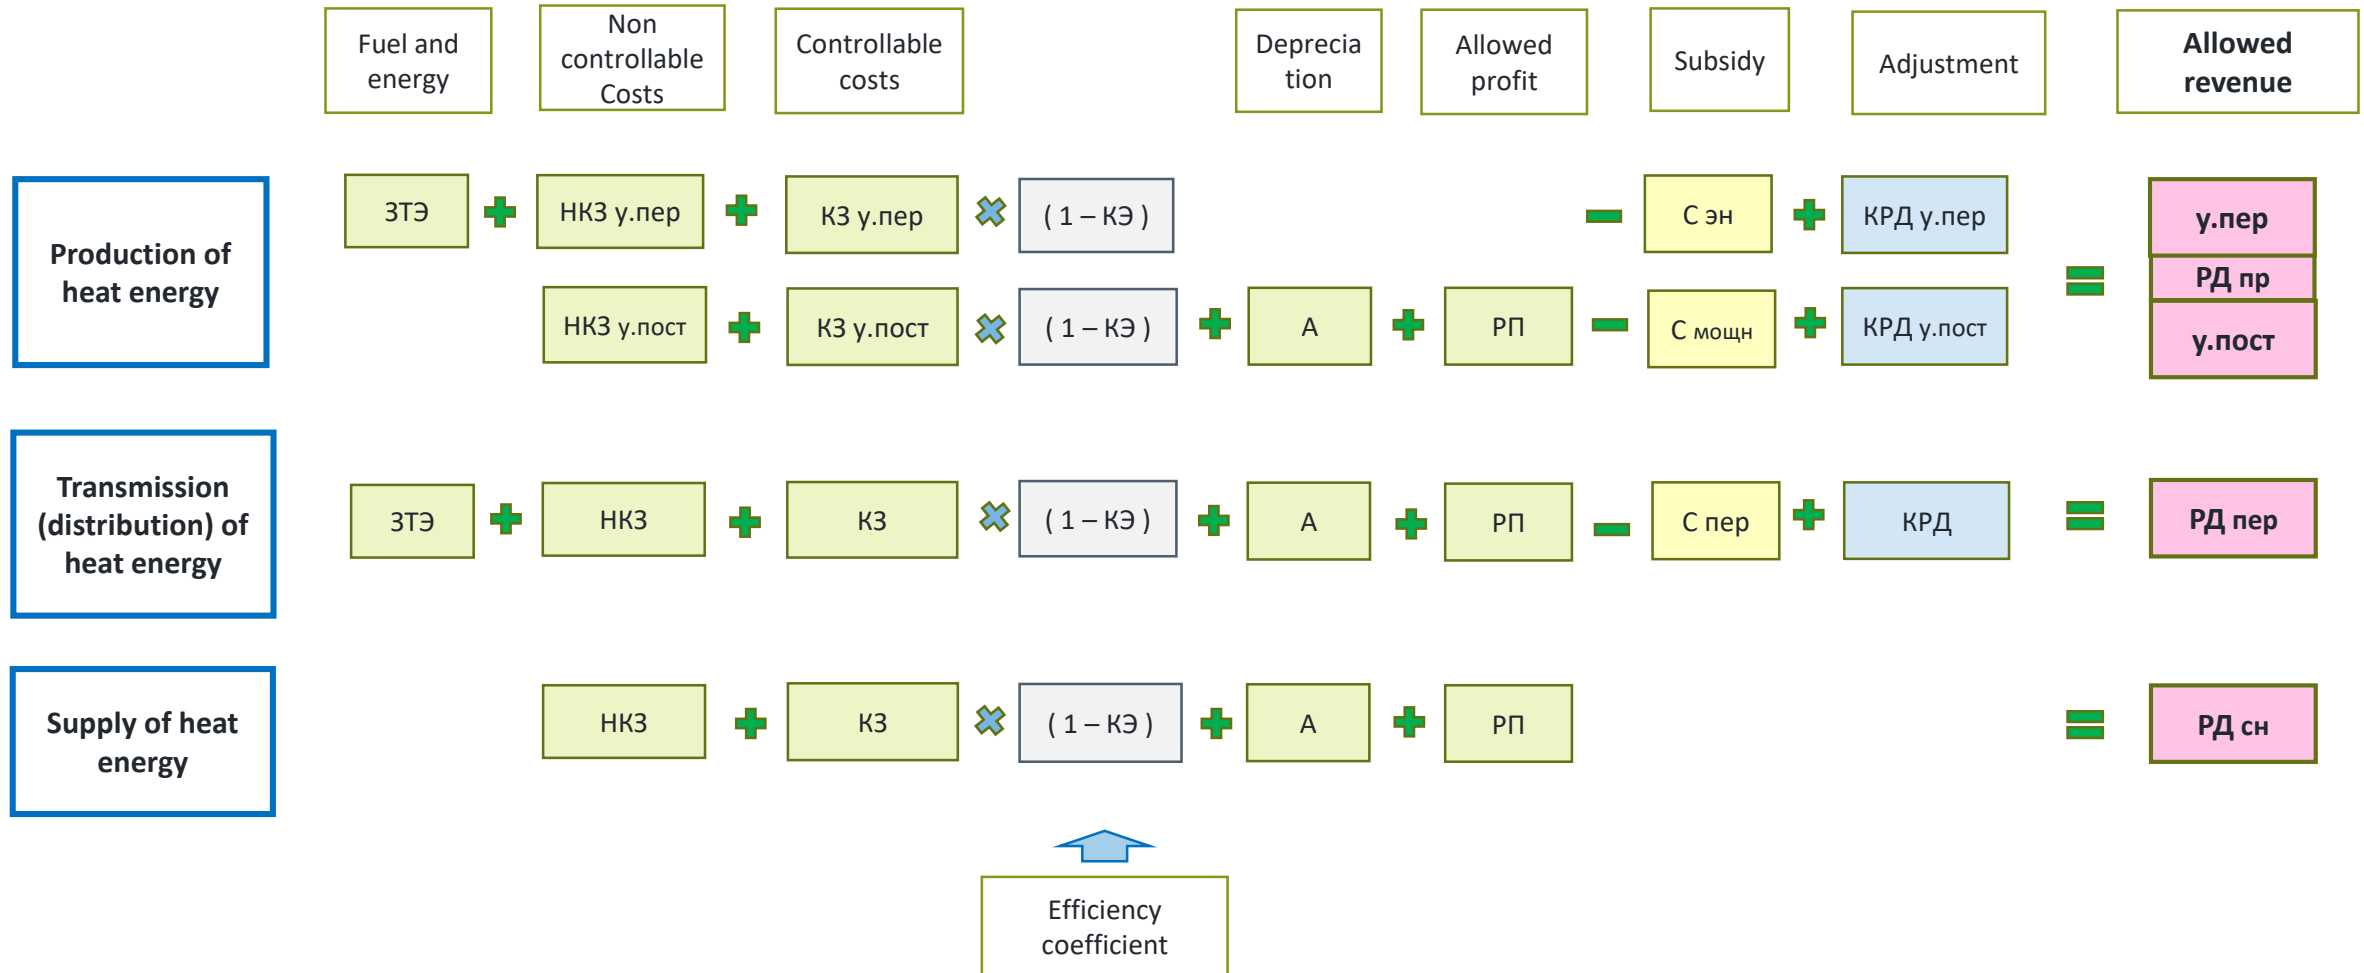 Fuel and
energy
Non
controllable
Costs
Controllable
costs
Deprecia
tion
Allowed
profit
Subsidy
Adjustment
Allowed
revenue
Production of
heat energy
ЗТЭ
НКЗ у.пер
КЗ у.пер
( 1 – КЭ )
С эн
КРД у.пер
у.пер
РД пр
НКЗ у.пост
КЗ у.пост
( 1 – КЭ )
А
РП
С мощн
КРД у.пост
у.пост
Transmission
(distribution) of
heat energy
ЗТЭ
НКЗ
КЗ
( 1 – КЭ )
А
РП
С пер
КРД
РД пер
Supply of heat
energy
НКЗ
КЗ
( 1 – КЭ )
А
РП
РД сн
Efficiency
coefficient